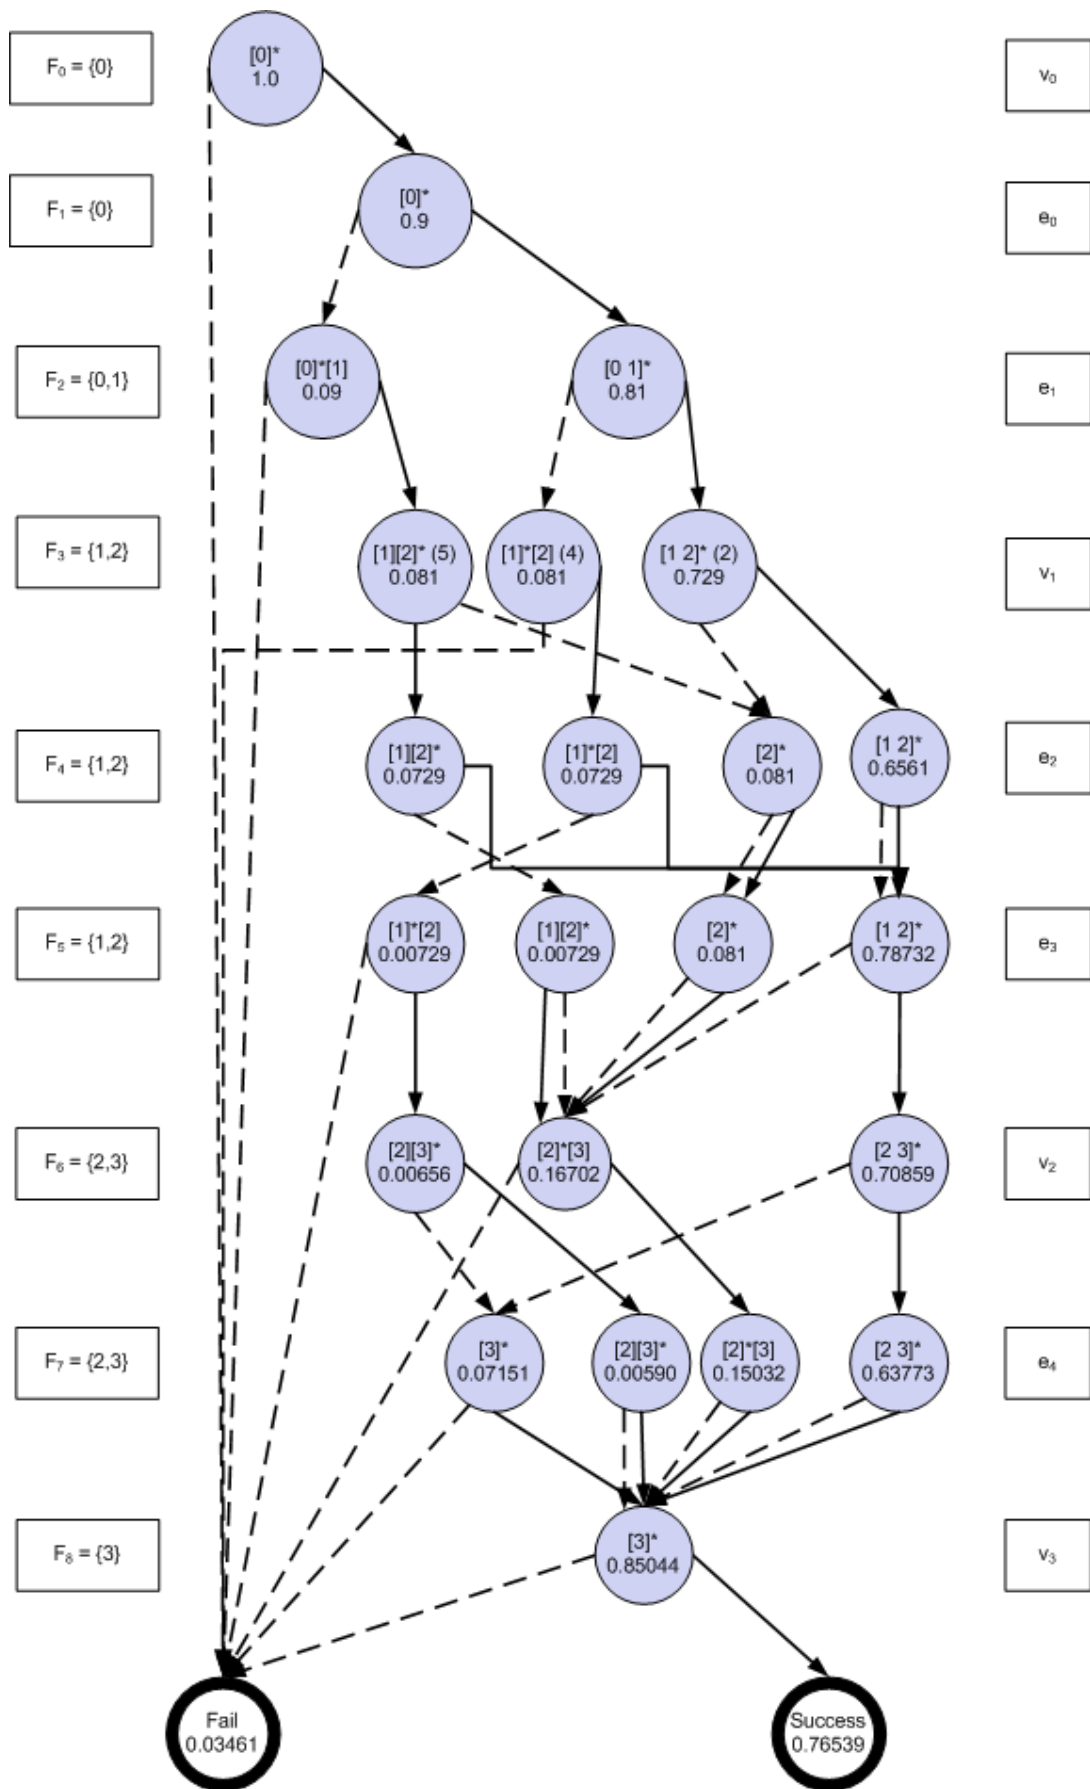 F₀ = {0}
[0]*
1.0
v₀
F₁ = {0}
[0]*
0.9
e₀
F₂ = {0,1}
[0]*[1]
0.09
[0 1]*
0.81
e₁
F₃ = {1,2}
[1][2]* (5)
0.081
[1]*[2] (4)
0.081
[1 2]* (2)
0.729
v₁
F₄ = {1,2}
[1][2]*
0.0729
[1]*[2]
0.0729
[2]*
0.081
[1 2]*
0.6561
e₂
F₅ = {1,2}
[1]*[2]
0.00729
[1][2]*
0.00729
[2]*
0.081
[1 2]*
0.78732
e₃
F₆ = {2,3}
[2][3]*
0.00656
[2]*[3]
0.16702
[2 3]*
0.70859
v₂
F₇ = {2,3}
[3]*
0.07151
[2][3]*
0.00590
[2]*[3]
0.15032
[2 3]*
0.63773
e₄
F₈ = {3}
[3]*
0.85044
v₃
Fail
0.03461
Success
0.76539